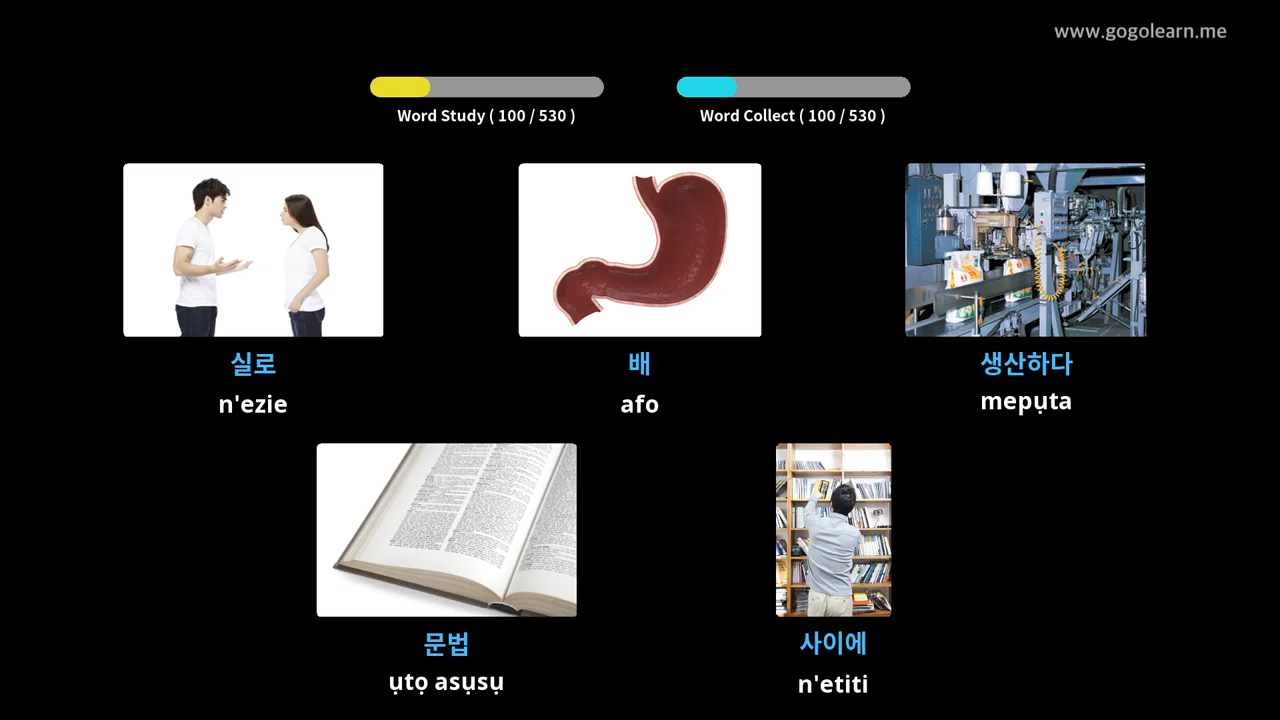 www.gogolearn.me
Word Study ( 100 / 530 )
Word Collect ( 100 / 530 )
실로
n'ezie
배
afo
생산하다
mepụta
문법
ụtọ asụsụ
사이에
n'etiti